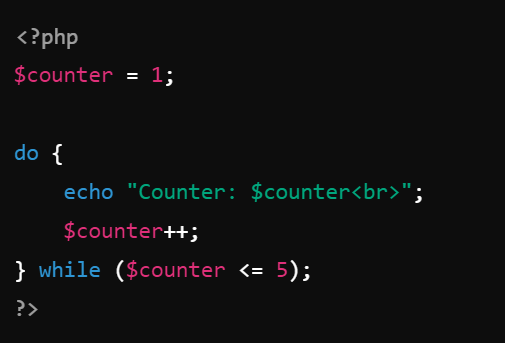 <?php
$counter = 1;
do {
    echo "Counter: $counter<br>";
    $counter++;
} while ($counter <= 5);
?>